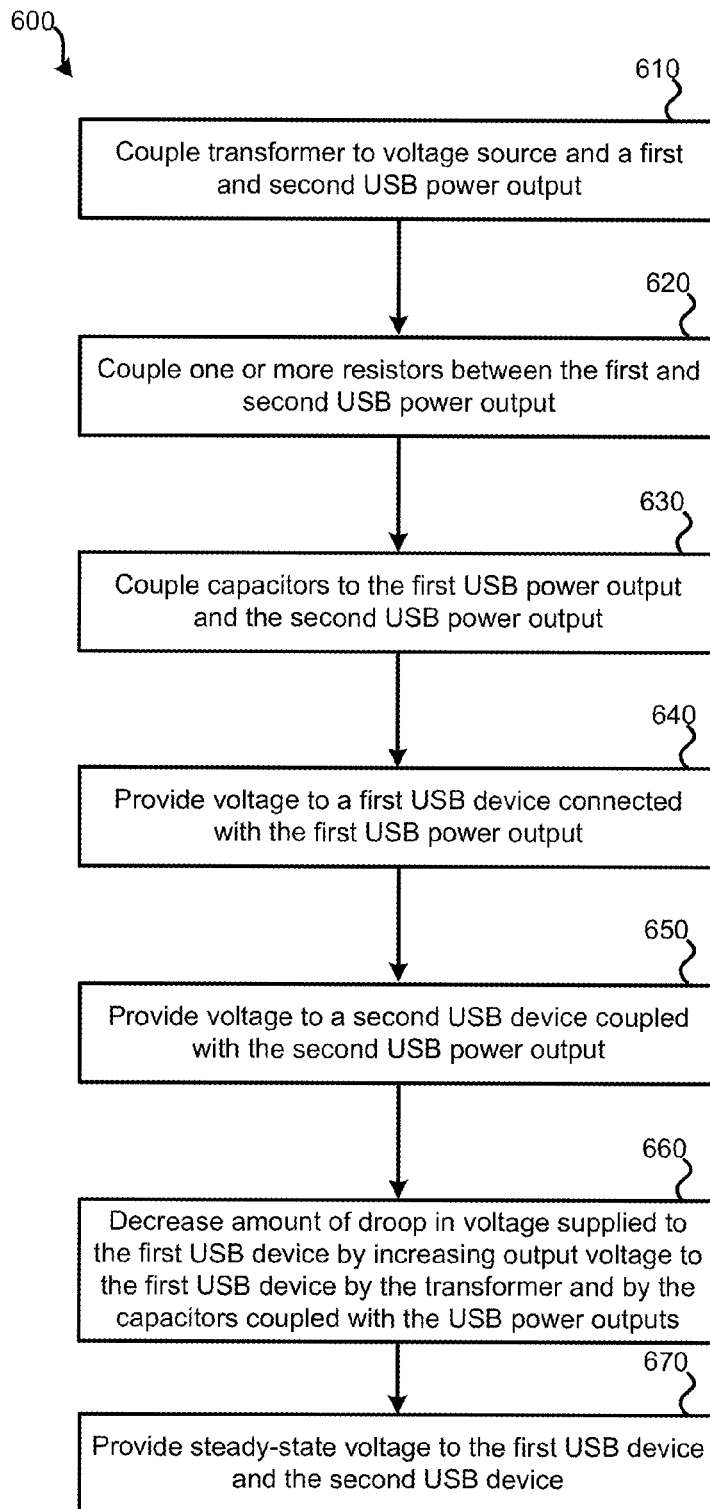 600
610
Couple transformer to voltage source and a first
and second USB power output
620
Couple one or more resistors between the first and
second USB power output
630
Couple capacitors to the first USB power output
and the second USB power output
640
Provide voltage to a first USB device connected
with the first USB power output
650
Provide voltage to a second USB device coupled
with the second USB power output
660
Decrease amount of droop in voltage supplied to
the first USB device by increasing output voltage to
the first USB device by the transformer and by the
capacitors coupled with the USB power outputs
670
Provide steady-state voltage to the first USB device
and the second USB device